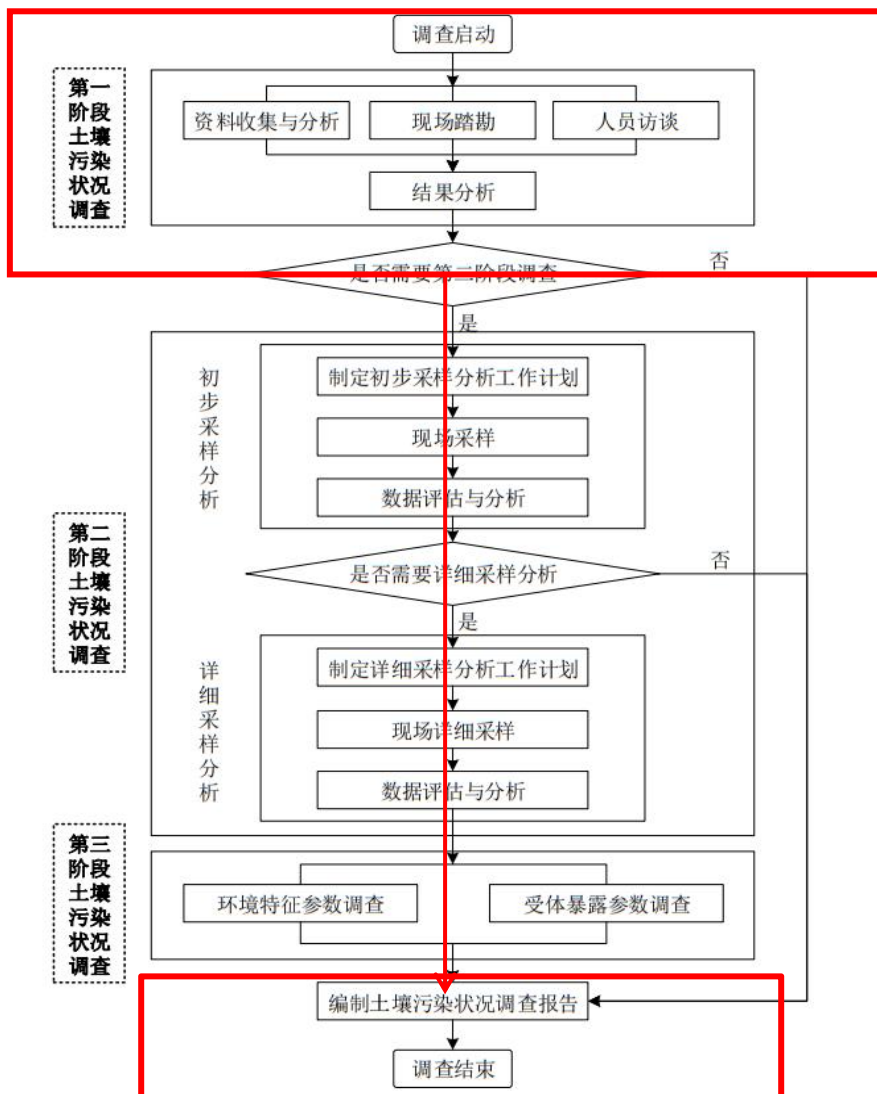 调查启动
第一
阶段
土壤
污染
状况
调查
资料收集与分析
现场踏勘
人员访谈
结果分析
是否需要第二阶段调查
否
是
初
步
采
样
分
析
制定初步采样分析工作计划
现场采样
数据评估与分析
第二
阶段
土壤
污染
状况
调查
是否需要详细采样分析
否
是
详
细
采
样
分
析
制定详细采样分析工作计划
现场详细采样
数据评估与分析
第三
阶段
土壤
污染
状况
调查
环境特征参数调查
受体暴露参数调查
编制土壤污染状况调查报告
调查结束